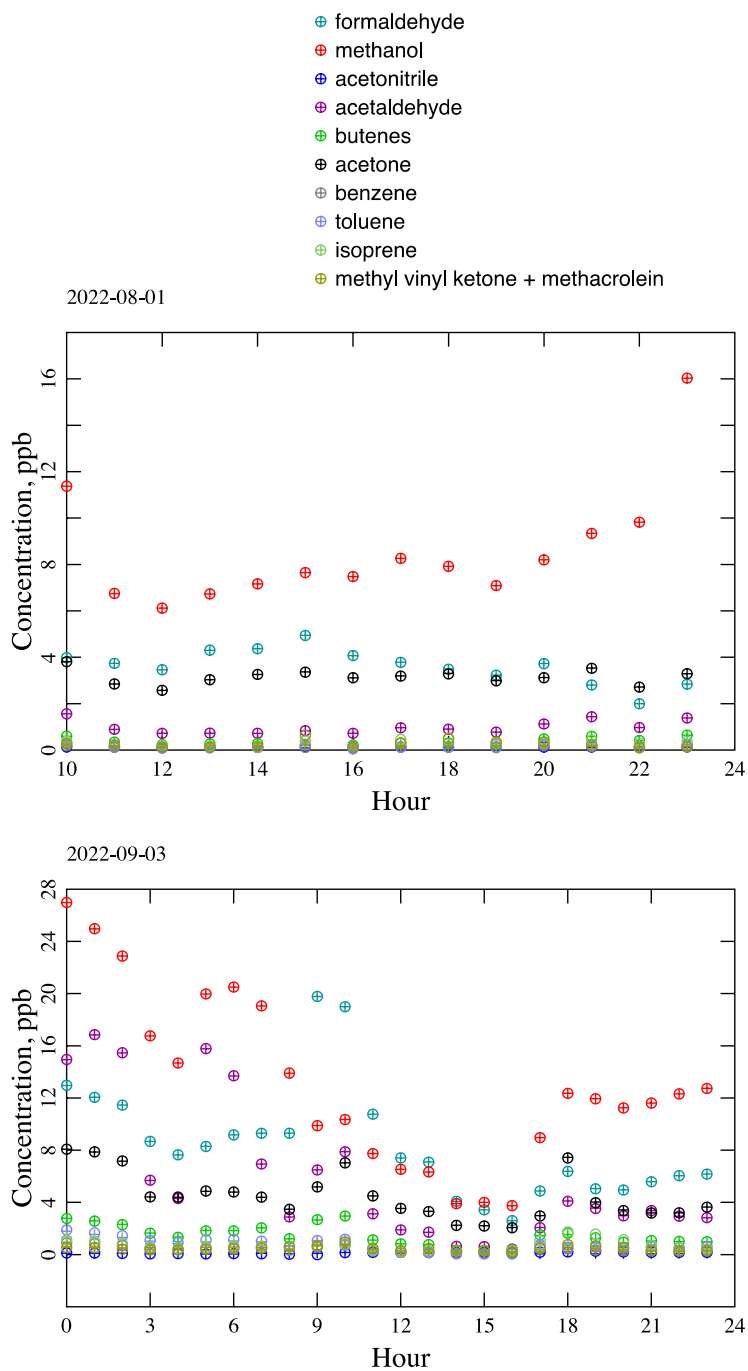 formaldehyde
methanol
acetonitrile
acetaldehyde
butenes
acetone
benzene
toluene
isoprene
methyl vinyl ketone + methacrolein
2022-08-01
16
12
8
4
0
Concentration, ppb
10 12 14 16 18 20 22 24
Hour
2022-09-03
28
24
20
16
12
8
4
0
Concentration, ppb
0 3 6 9 12 15 18 21 24
Hour